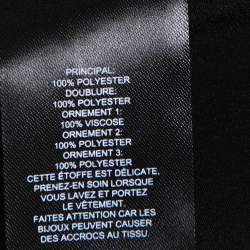 PRINCIPAL:
100% POLYESTER
DOUBLURE:
100% POLYESTER
ORNEMENT 1:
100% VISCOSE
ORNEMENT 2:
100% POLYESTER
ORNEMENT 3:
100% POLYESTER
CETTE ÉTOFFE EST DÉLICATE,
PRENEZ-EN SOIN LORSQUE
VOUS LAVEZ ET PORTEZ
LE VÊTEMENT.
FAITES ATTENTION CAR LES
BIJOUX PEUVENT CAUSER
DES ACCROCS AU TISSU.